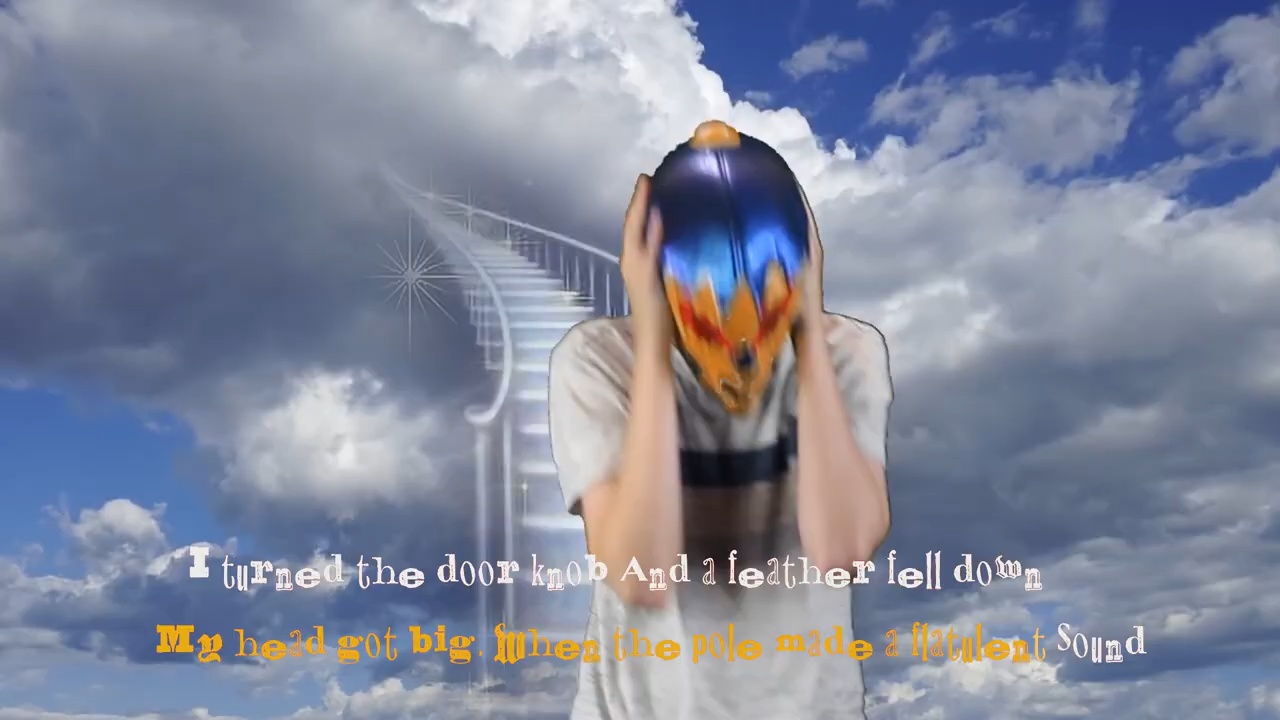 I turned the door knob And a feather fell down
My head got big. When the pole made a flatulent Sound